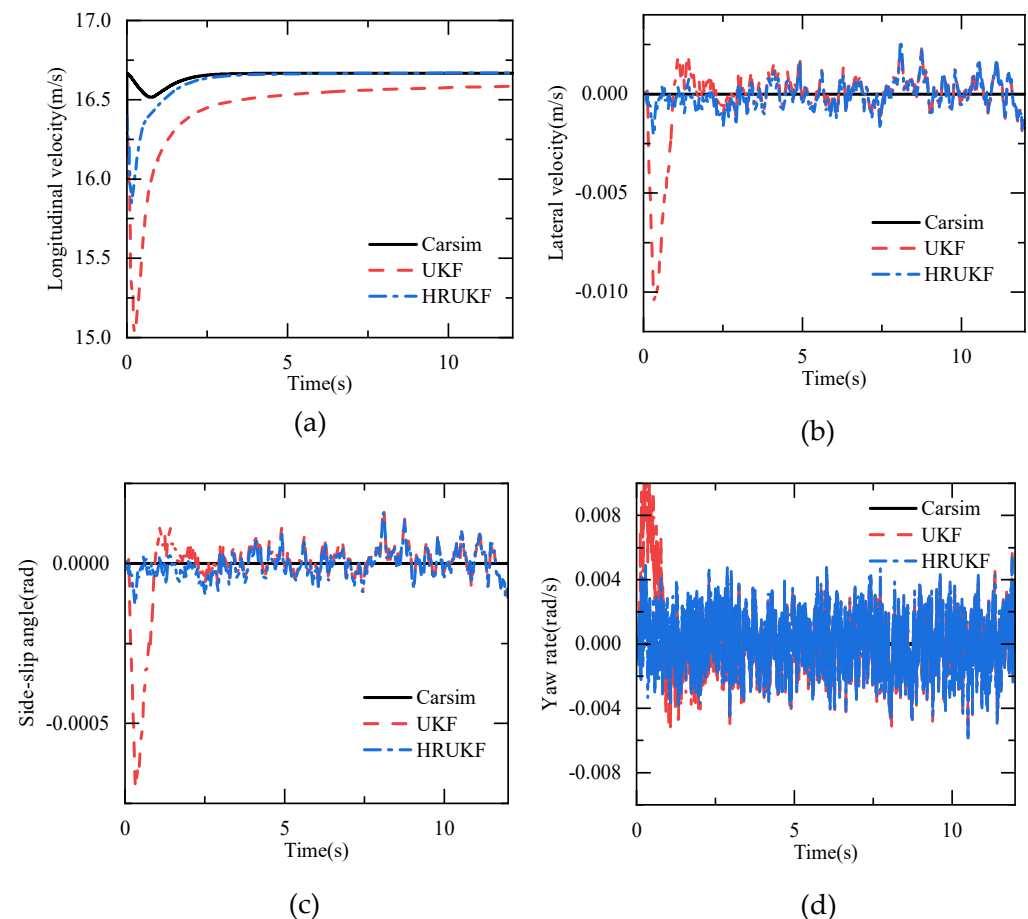 17.0
16.5
16.0
15.5
15.0
Longitudinal velocity(m/s)
Carsim
UKF
HRUKF
0
5
10
Time(s)
(a)
0.000
-0.005
-0.010
Lateral velocity(m/s)
Carsim
UKF
HRUKF
0
5
10
Time(s)
(b)
0.0000
-0.0005
Side-slip angle(rad)
Carsim
UKF
HRUKF
0
5
10
Time(s)
(c)
0.008
0.004
0.000
-0.004
-0.008
Yaw rate(rad/s)
Carsim
UKF
HRUKF
0
5
10
Time(s)
(d)